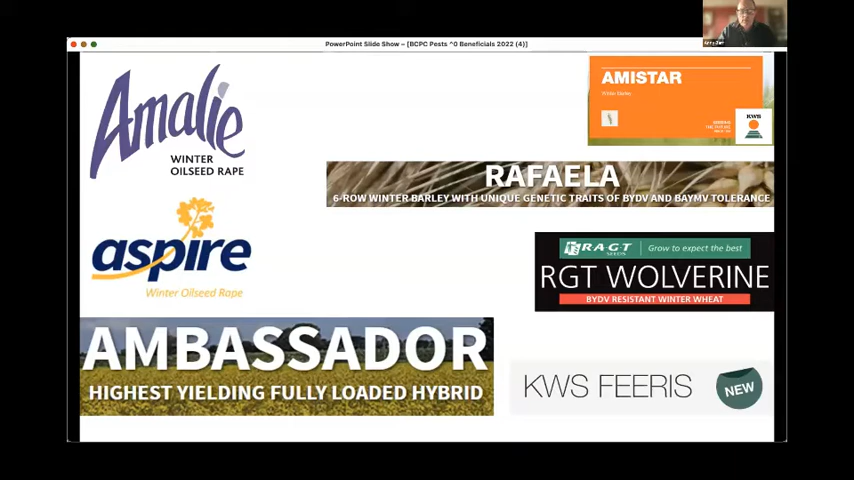 PowerPoint Slide Show – [BCPC Pests ^0 Beneficials 2022 (4)]
Amalie
WINTER
OILSEED RAPE
AMISTAR
Winter barley
KWS
RAFAELA
6-ROW WINTER BARLEY WITH UNIQUE GENETIC TRAITS OF BYDV AND BAYMV TOLERANCE
aspire
Winter Oilseed Rape
RAGT
SEEDS
Grow to expect the best
RGT WOLVERINE
BYDV RESISTANT WINTER WHEAT
AMBASSADOR
HIGHEST YIELDING FULLY LOADED HYBRID
KWS FEERIS
NEW